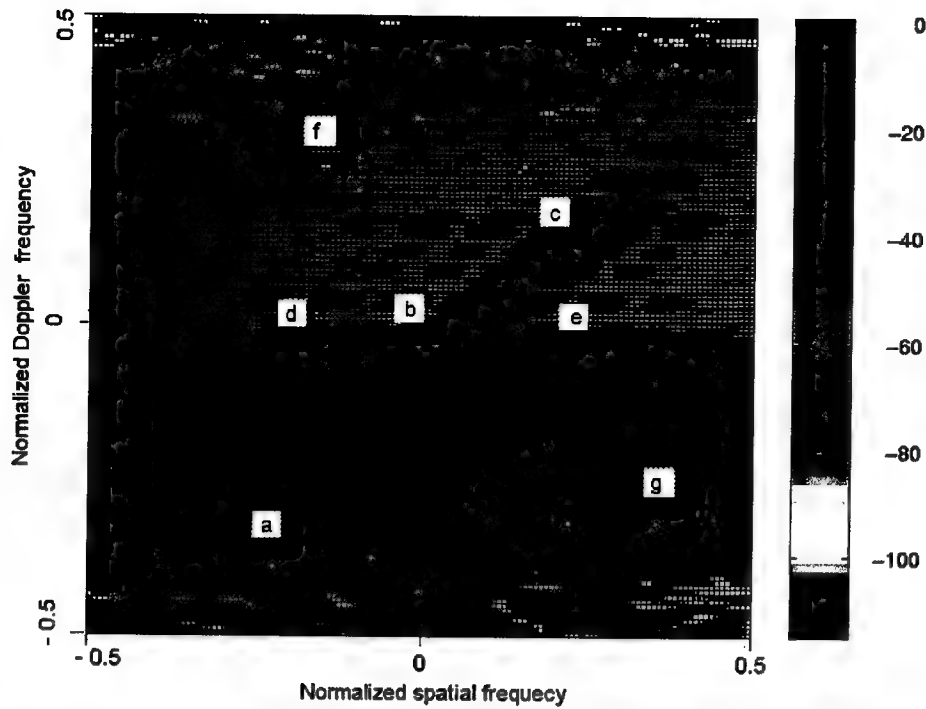 0.5
0
f
-20
c
-40
d
b
e
0
-60
Normalized Doppler frequency
-80
g
a
-100
- 0.5
- 0.5
0
0.5
Normalized spatial frequecy